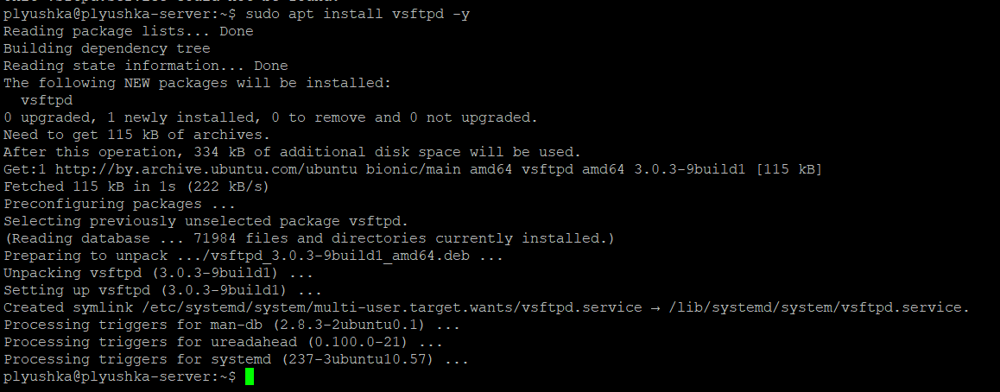 plyushka@plyushka-server:~$ sudo apt install vsftpd -y
Reading package lists... Done
Building dependency tree
Reading state information... Done
The following NEW packages will be installed:
  vsftpd
0 upgraded, 1 newly installed, 0 to remove and 0 not upgraded.
Need to get 115 kB of archives.
After this operation, 334 kB of additional disk space will be used.
Get:1 http://by.archive.ubuntu.com/ubuntu bionic/main amd64 vsftpd amd64 3.0.3-9build1 [115 kB]
Fetched 115 kB in 1s (222 kB/s)
Preconfiguring packages ...
Selecting previously unselected package vsftpd.
(Reading database ... 71984 files and directories currently installed.)
Preparing to unpack .../vsftpd_3.0.3-9build1_amd64.deb ...
Unpacking vsftpd (3.0.3-9build1) ...
Setting up vsftpd (3.0.3-9build1) ...
Created symlink /etc/systemd/system/multi-user.target.wants/vsftpd.service → /lib/systemd/system/vsftpd.service.
Processing triggers for man-db (2.8.3-2ubuntu0.1) ...
Processing triggers for ureadahead (0.100.0-21) ...
Processing triggers for systemd (237-3ubuntu10.57) ...
plyushka@plyushka-server:~$